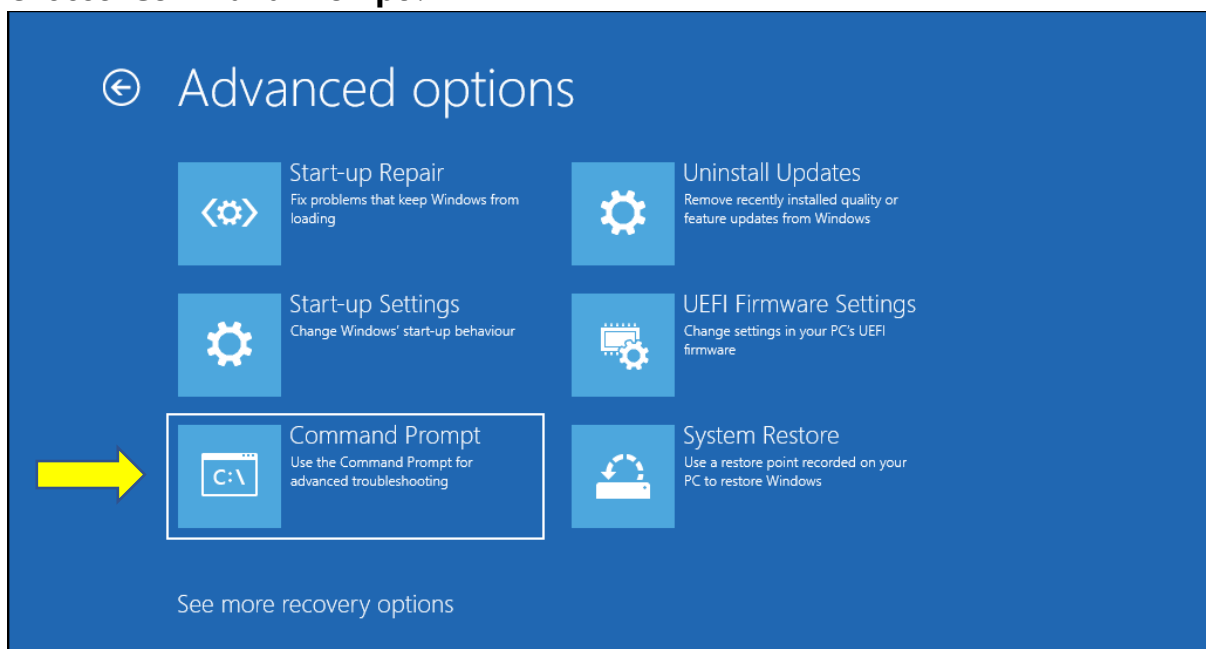 Advanced options
Start-up Repair
Fix problems that keep Windows from
loading
Uninstall Updates
Remove recently installed quality or
feature updates from Windows
Start-up Settings
Change Windows' start-up behaviour
UEFI Firmware Settings
Change settings in your PC's UEFI
firmware
Command Prompt
Use the Command Prompt for
advanced troubleshooting
C:\
System Restore
Use a restore point recorded on your
PC to restore Windows
See more recovery options